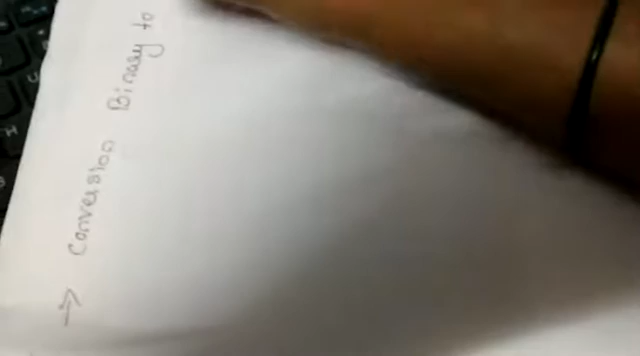 → Conversion Binary to